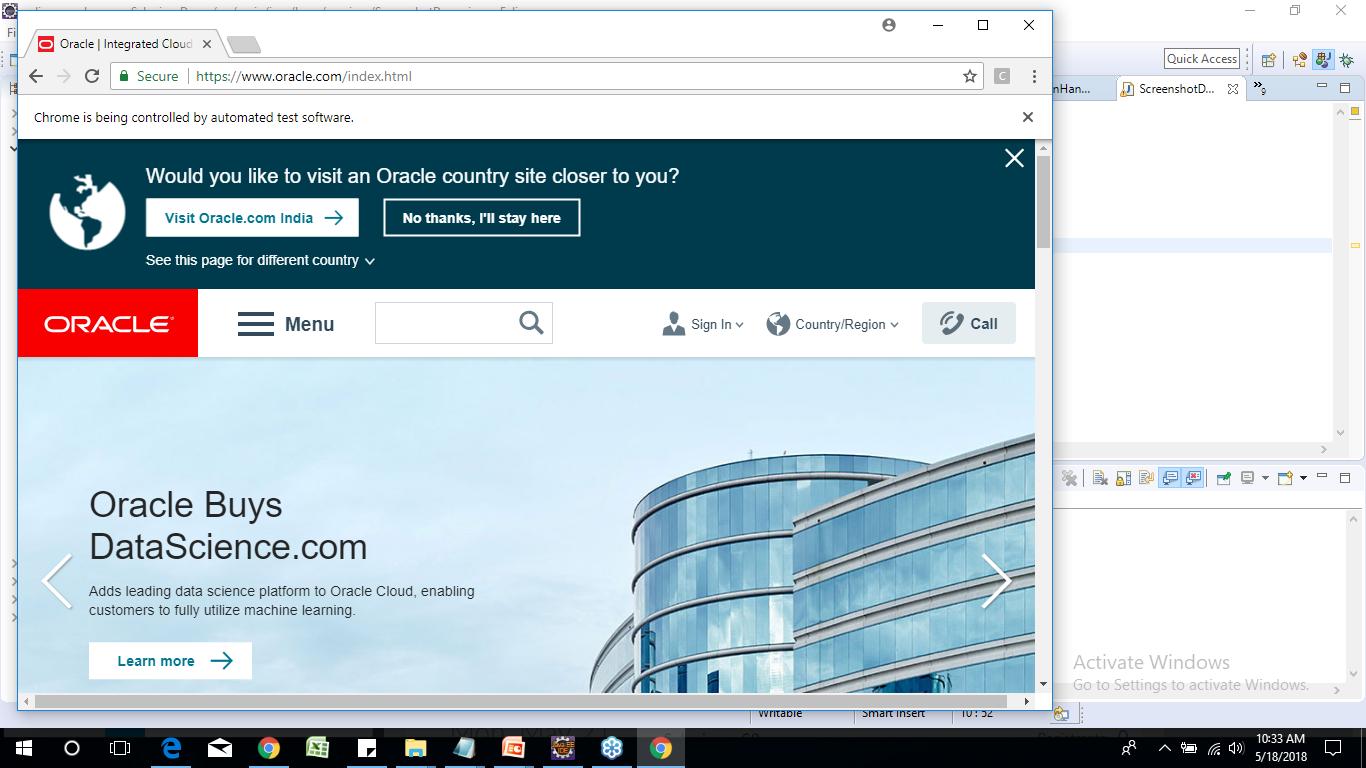 Oracle | Integrated Cloud
Secure
https://www.oracle.com/index.html
C
Chrome is being controlled by automated test software.
Would you like to visit an Oracle country site closer to you?
Visit Oracle.com India
No thanks, I'll stay here
See this page for different country
ORACLE
Menu
Sign In
Country/Region
Call
Oracle Buys
DataScience.com
Adds leading data science platform to Oracle Cloud, enabling
customers to fully utilize machine learning.
Learn more
Quick Access
nHan...
ScreenshotD...
9
Activate Windows
Go to Settings to activate Windows.
Writable
Smart Insert
10 : 52
10:33 AM
5/18/2018